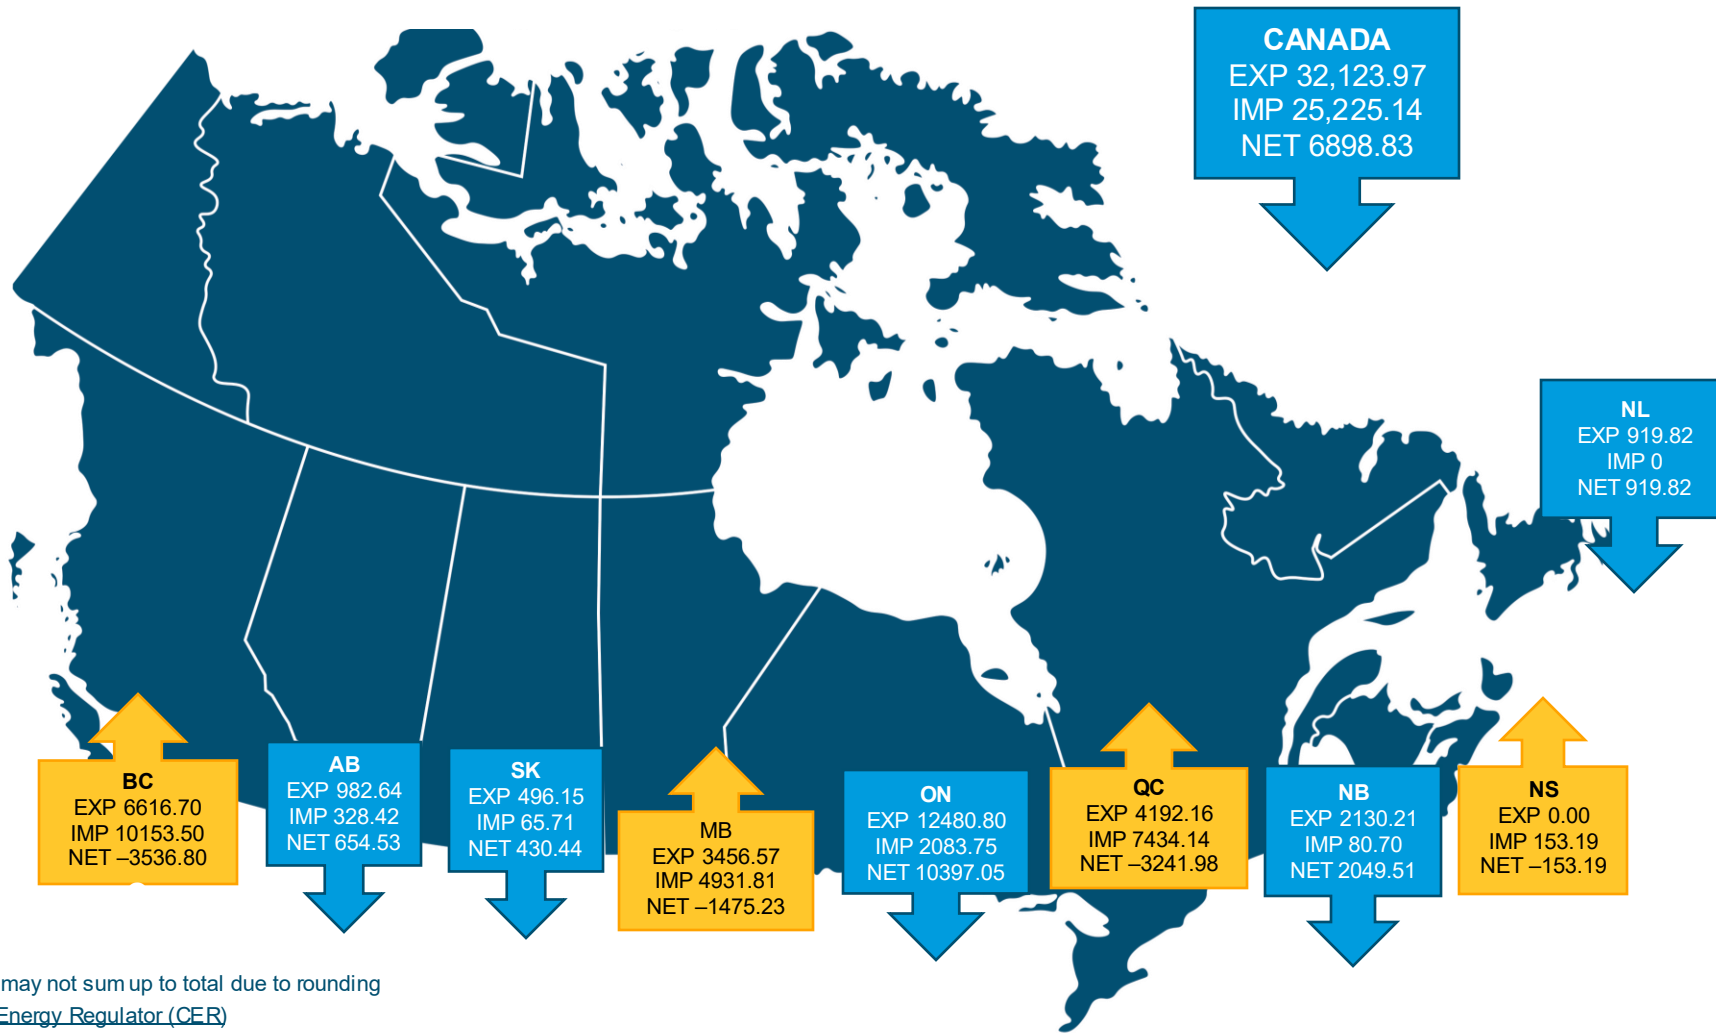 CANADA
EXP 32,123.97
IMP 25,225.14
NET 6898.83
NL
EXP 919.82
IMP 0
NET 919.82
BC
EXP 6616.70
IMP 10153.50
NET –3536.80
AB
EXP 982.64
IMP 328.42
NET 654.53
SK
EXP 496.15
IMP 65.71
NET 430.44
MB
EXP 3456.57
IMP 4931.81
NET –1475.23
ON
EXP 12480.80
IMP 2083.75
NET 10397.05
QC
EXP 4192.16
IMP 7434.14
NET –3241.98
NB
EXP 2130.21
IMP 80.70
NET 2049.51
NS
EXP 0.00
IMP 153.19
NET –153.19
may not sum up to total due to rounding
Energy Regulator (CER)